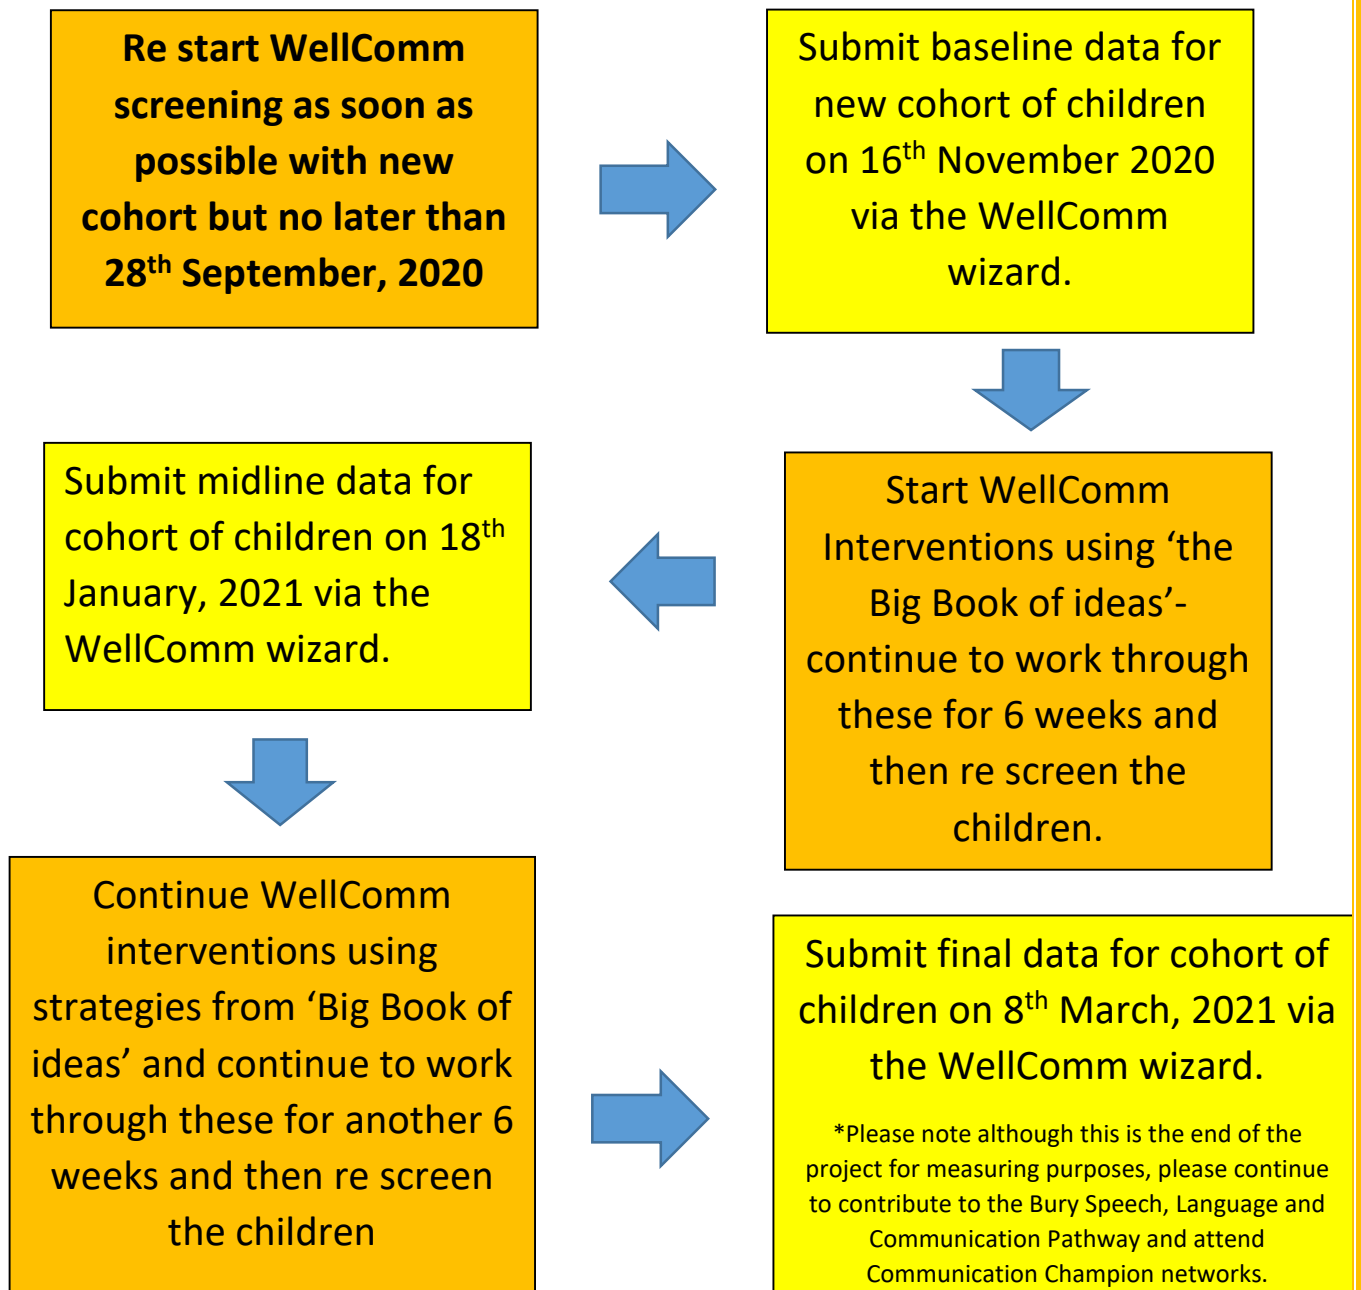 Re start WellComm
screening as soon as
possible with new
cohort but no later than
28th September, 2020
Submit baseline data for
new cohort of children
on 16th November 2020
via the WellComm
wizard.
Start WellComm
Interventions using ‘the
Big Book of ideas’-
continue to work through
these for 6 weeks and
then re screen the
children.
Submit midline data for
cohort of children on 18th
January, 2021 via the
WellComm wizard.
Continue WellComm
interventions using
strategies from ‘Big Book of
ideas’ and continue to work
through these for another 6
weeks and then re screen
the children
Submit final data for cohort of
children on 8th March, 2021 via
the WellComm wizard.
*Please note although this is the end of the
project for measuring purposes, please continue
to contribute to the Bury Speech, Language and
Communication Pathway and attend
Communication Champion networks.